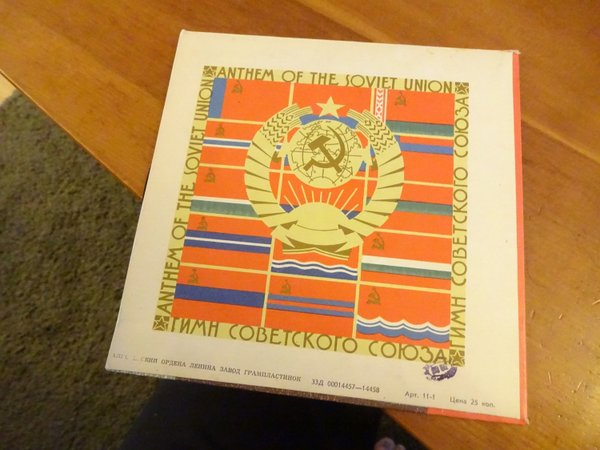 ANTHEM OF THE SOVIET UNION
ANTHEM OF THE SOVIET UNION
ГИМН СОВЕТСКОГО СОЮЗА
ГИМН СОВЕТСКОГО СОЮЗА
ОРДЕНА ЛЕНИНА ЗАВОД ГРАМПЛАСТИНОК 33Д 00014457—14458 Арт. 11-1 Цена 25 коп.